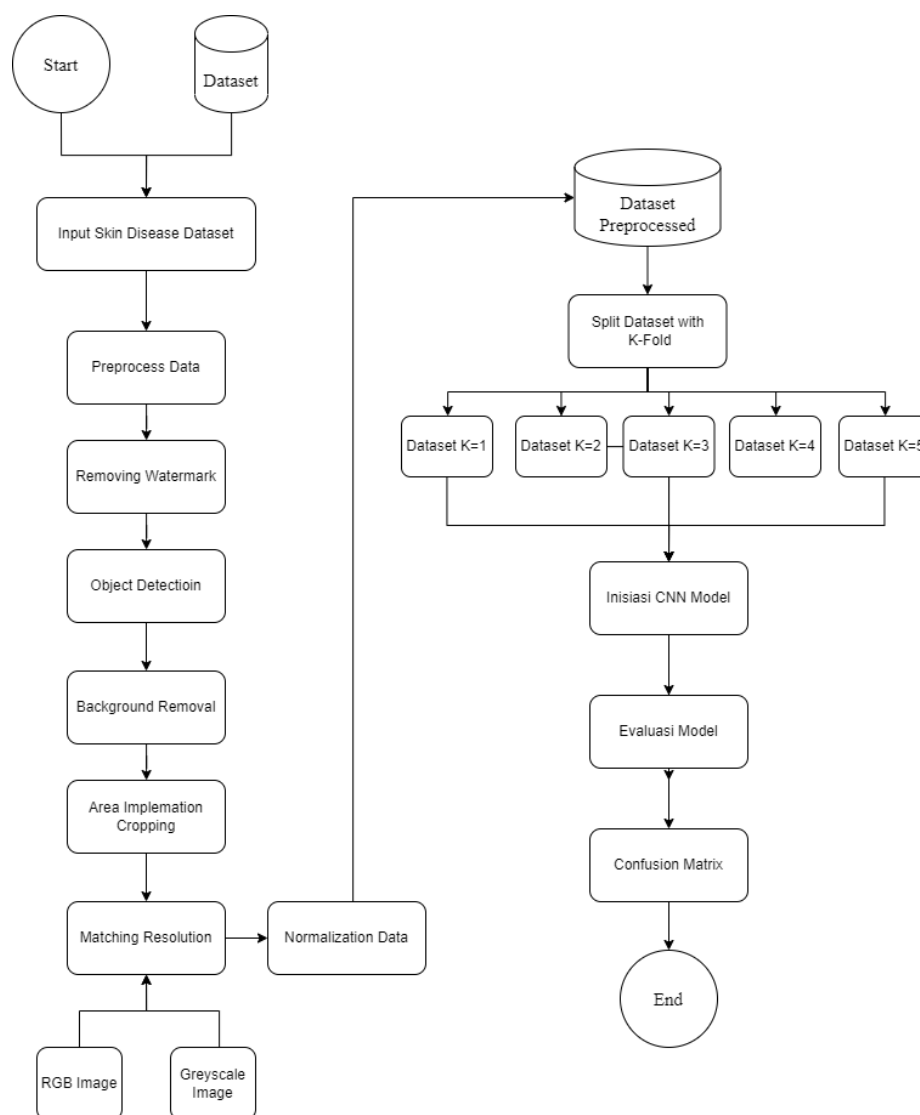 Start
Dataset
Input Skin Disease Dataset
Preprocess Data
Removing Watermark
Object Detectioin
Background Removal
Area Implemation
Cropping
Matching Resolution
Normalization Data
RGB Image
Greyscale
Image
Dataset
Preprocessed
Split Dataset with
K-Fold
Dataset K=1
Dataset K=2
Dataset K=3
Dataset K=4
Dataset K=5
Inisiasi CNN Model
Evaluasi Model
Confusion Matrix
End